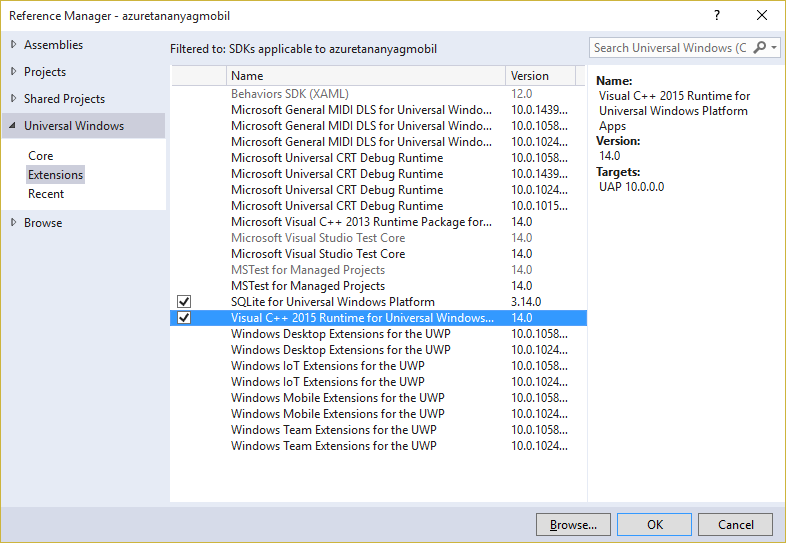 Reference Manager - azuretananyagmobil
Assemblies
Projects
Shared Projects
Universal Windows
Core
Extensions
Recent
Browse
Filtered to: SDKs applicable to azuretananyagmobil
Name Version
Behaviors SDK (XAML) 12.0
Microsoft General MIDI DLS for Universal Windo... 10.0.1439...
Microsoft General MIDI DLS for Universal Windo... 10.0.1058...
Microsoft General MIDI DLS for Universal Windo... 10.0.1024...
Microsoft Universal CRT Debug Runtime 10.0.1058...
Microsoft Universal CRT Debug Runtime 10.0.1439...
Microsoft Universal CRT Debug Runtime 10.0.1024...
Microsoft Universal CRT Debug Runtime 10.0.1015...
Microsoft Visual C++ 2013 Runtime Package for... 14.0
Microsoft Visual Studio Test Core 14.0
Microsoft Visual Studio Test Core 14.0
MSTest for Managed Projects 14.0
MSTest for Managed Projects 14.0
SQLite for Universal Windows Platform 3.14.0
Visual C++ 2015 Runtime for Universal Windows... 14.0
Windows Desktop Extensions for the UWP 10.0.1058...
Windows Desktop Extensions for the UWP 10.0.1024...
Windows IoT Extensions for the UWP 10.0.1058...
Windows IoT Extensions for the UWP 10.0.1024...
Windows Mobile Extensions for the UWP 10.0.1058...
Windows Mobile Extensions for the UWP 10.0.1024...
Windows Team Extensions for the UWP 10.0.1058...
Windows Team Extensions for the UWP 10.0.1024...
Search Universal Windows (C
Name:
Visual C++ 2015 Runtime for
Universal Windows Platform
Apps
Version:
14.0
Targets:
UAP 10.0.0.0
Browse... OK Cancel